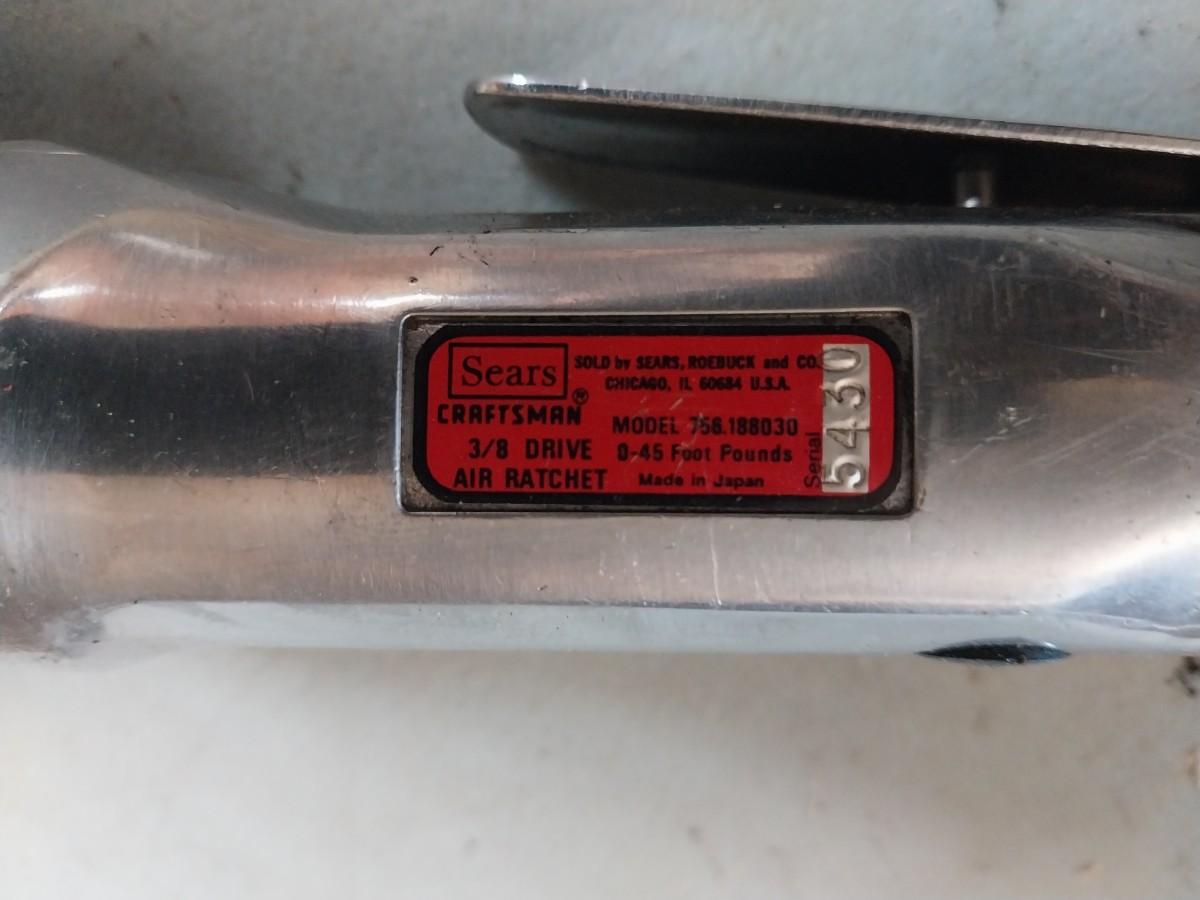 Sears
SOLD by SEARS, ROEBUCK and CO.
CHICAGO, IL 60684 U.S.A.
CRAFTSMAN®
3/8 DRIVE
AIR RATCHET
MODEL 756.188030
0-45 Foot Pounds
Made in Japan
Serial
5430